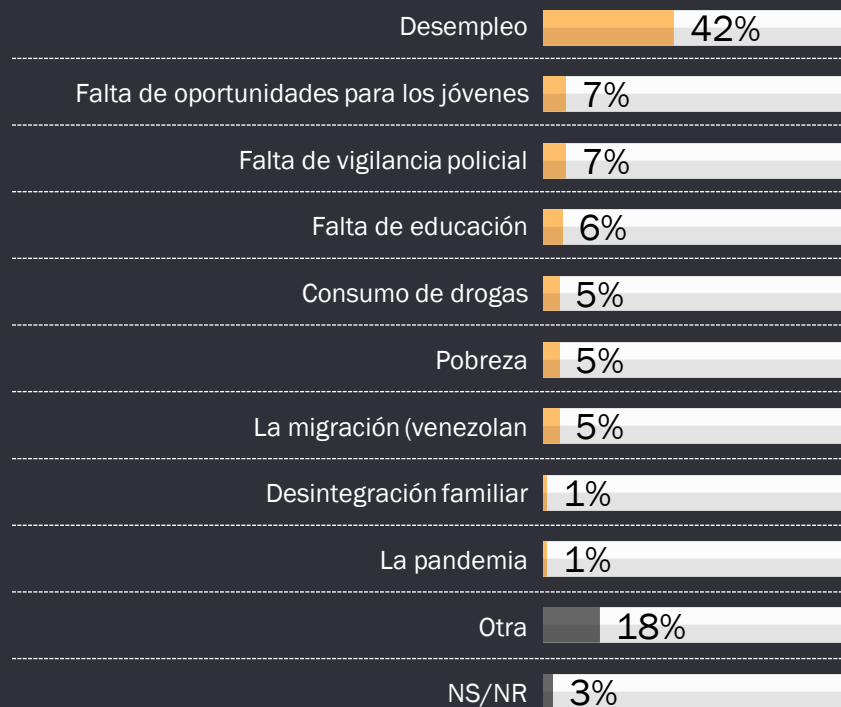 Desempleo 42%
Falta de oportunidades para los jóvenes 7%
Falta de vigilancia policial 7%
Falta de educación 6%
Consumo de drogas 5%
Pobreza 5%
La migración (venezolan 5%
Desintegración familiar 1%
La pandemia 1%
Otra 18%
NS/NR 3%